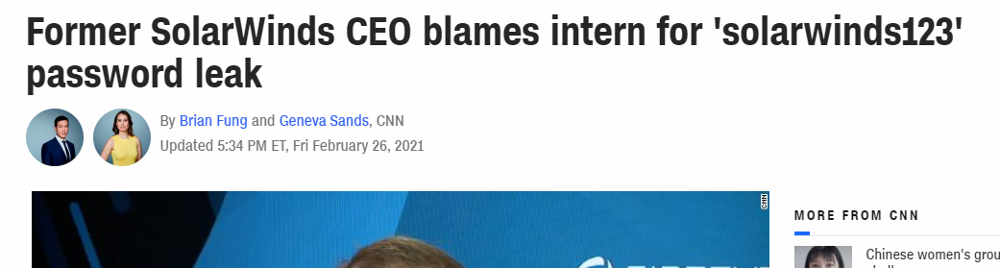 Former SolarWinds CEO blames intern for 'solarwinds123'
password leak
By Brian Fung and Geneva Sands, CNN
Updated 5:34 PM ET, Fri February 26, 2021
CNN
MORE FROM CNN
Chinese women's grou